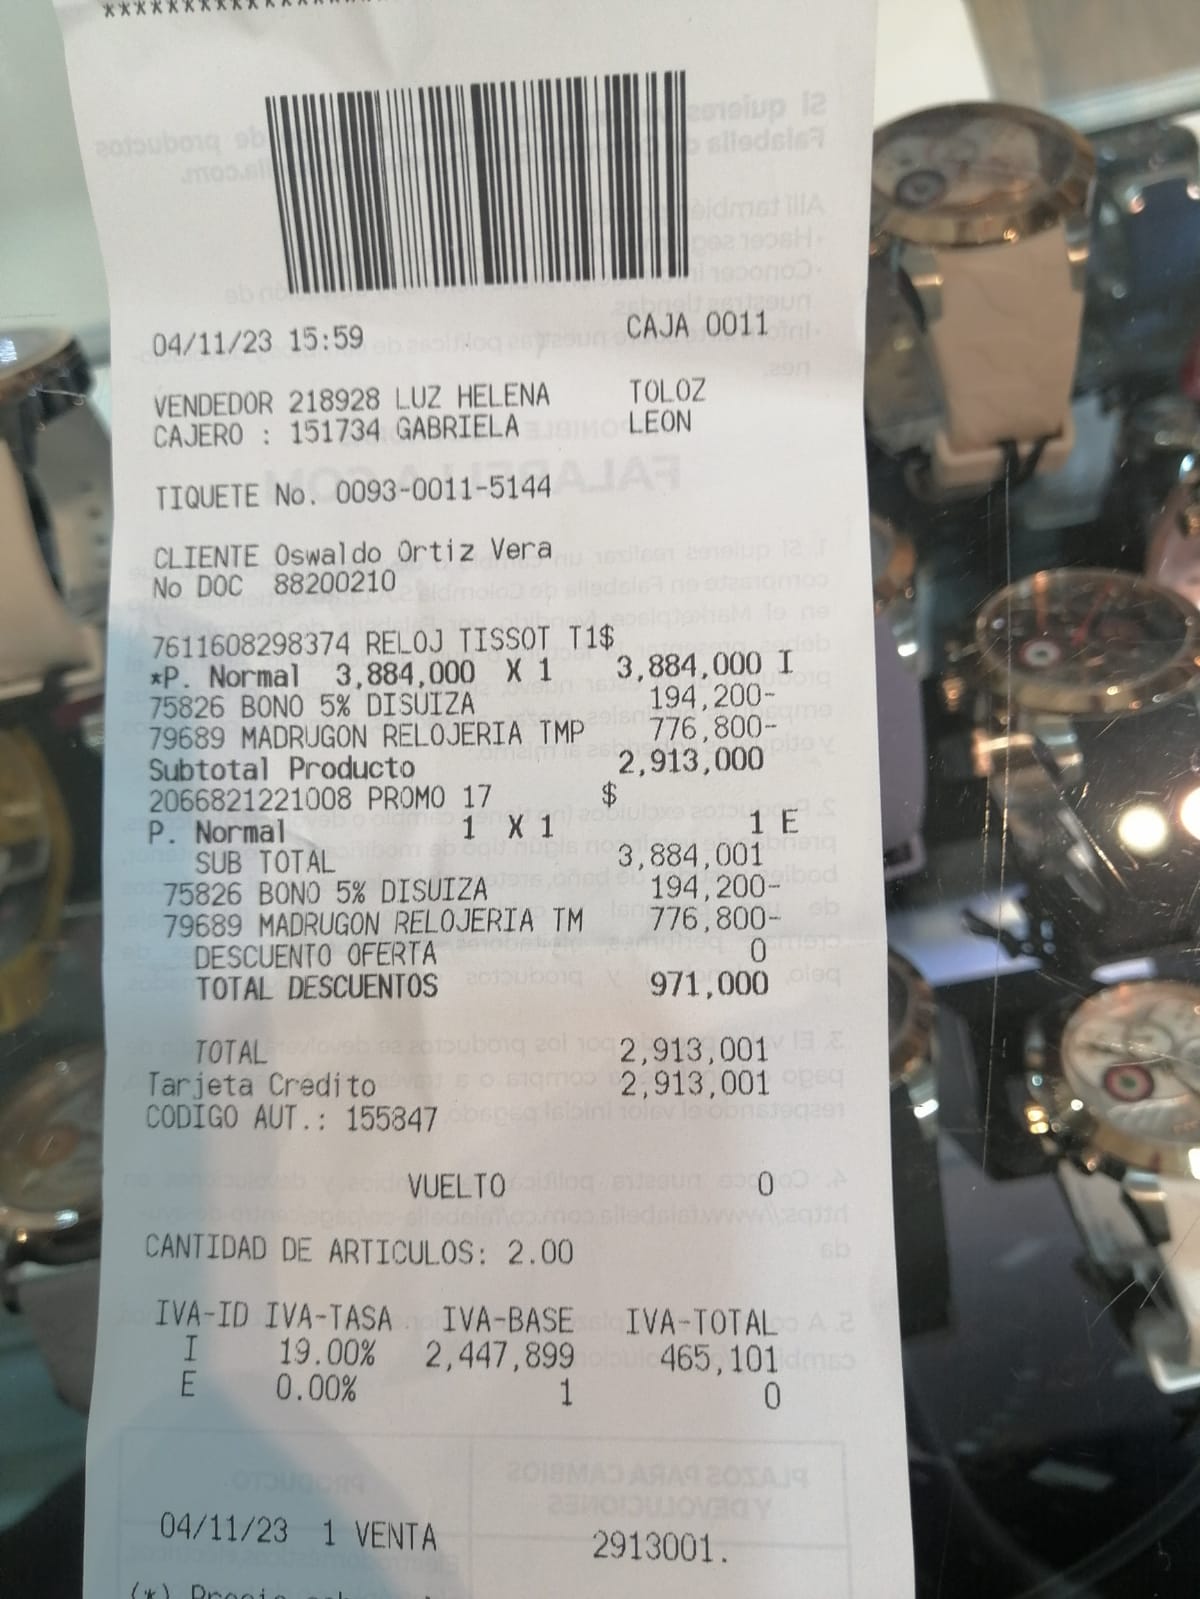 04/11/23 15:59 CAJA 0011
VENDEDOR 218928 LUZ HELENA TOLOZ
CAJERO : 151734 GABRIELA LEON
TIQUETE No. 0093-0011-5144
CLIENTE Oswaldo Ortiz Vera
No DOC 88200210
7611608298374 RELOJ TISSOT T1$
*P. Normal 3,884,000 X 1 3,884,000 I
75826 BONO 5% DISUIZA 194,200-
79689 MADRUGON RELOJERIA TMP 776,800-
Subtotal Producto 2,913,000
2066821221008 PROMO 17 $
P. Normal 1 X 1 1 E
SUB TOTAL 3,884,001
75826 BONO 5% DISUIZA 194,200-
79689 MADRUGON RELOJERIA TM 776,800-
DESCUENTO OFERTA 0
TOTAL DESCUENTOS 971,000
TOTAL 2,913,001
Tarjeta Credito 2,913,001
CODIGO AUT.: 155847
VUELTO 0
CANTIDAD DE ARTICULOS: 2.00
IVA-ID IVA-TASA IVA-BASE IVA-TOTAL
I 19.00% 2,447,899 465,101
E 0.00% 1 0
04/11/23 1 VENTA 2913001.